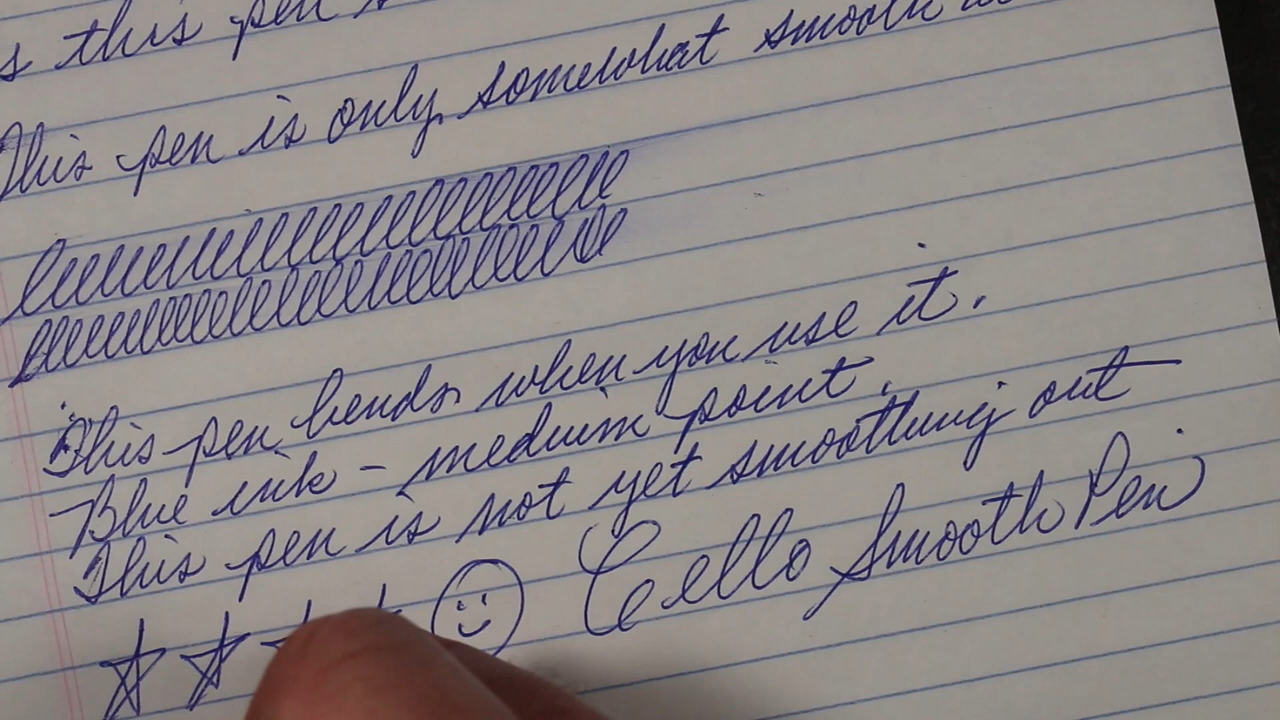 s this pen
This pen is only somewhat smooth
This pen bends when you use it.
Blue ink - medium point.
This pen is not yet smoothing out
Cello Smooth Pen